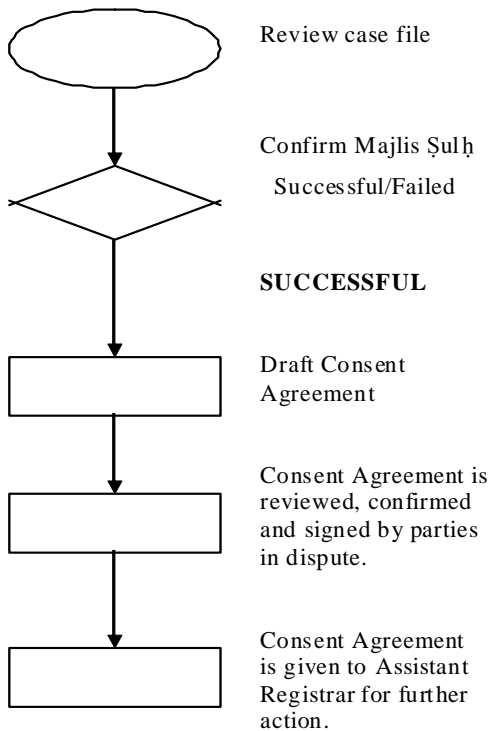 Review case file
Confirm Majlis Ṣulḥ
Successful/Failed
SUCCESSFUL
Draft Consent
Agreement
Consent Agreement is
reviewed, confirmed
and signed by parties
in dispute.
Consent Agreement
is given to Assistant
Registrar for further
action.